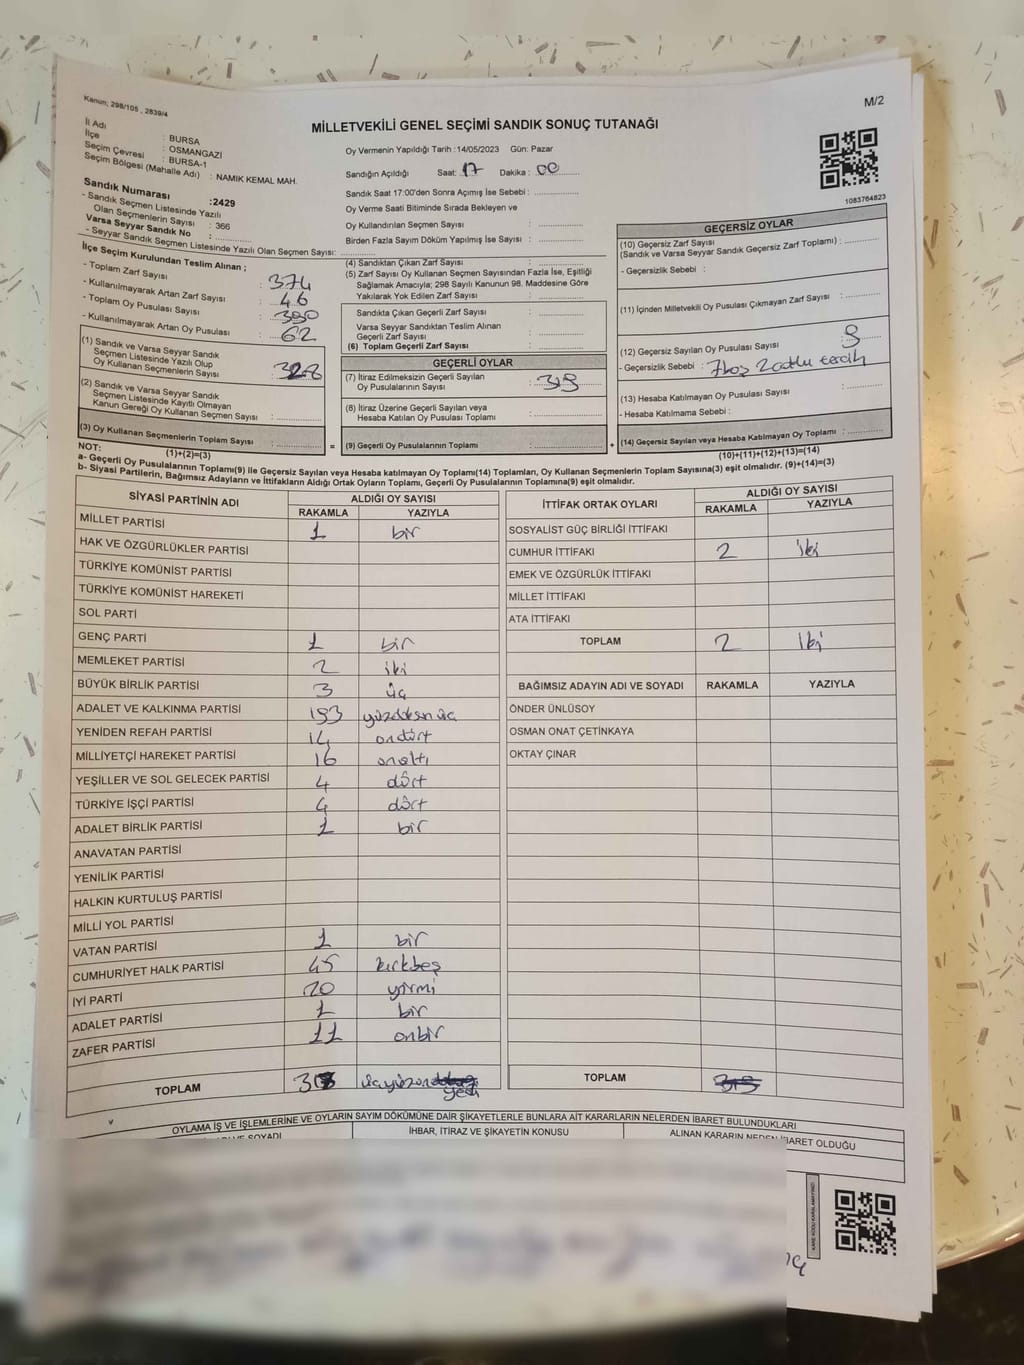 Kanun; 298/105 , 2839/4
M/2
MİLLETVEKİLİ GENEL SEÇİMİ SANDIK SONUÇ TUTANAĞI
İl Adı : BURSA
İlçe : OSMANGAZİ
Seçim Çevresi : BURSA-1
Seçim Bölgesi (Mahalle Adı) : NAMIK KEMAL MAH.
Oy Vermenin Yapıldığı Tarih :14/05/2023 Gün: Pazar
Sandığın Açıldığı Saat: 17 Dakika : 00
Sandık Saat 17:00'den Sonra Açımış İse Sebebi :
Oy Verme Saati Bitiminde Sırada Bekleyen ve
Oy Kullandırılan Seçmen Sayısı :
Birden Fazla Sayım Döküm Yapılmış İse Sayısı :
1083764823
Sandık Numarası :2429
- Sandık Seçmen Listesinde Yazılı
Olan Seçmenlerin Sayısı : 366
Varsa Seyyar Sandık No :
- Seyyar Sandık Seçmen Listesinde Yazılı Olan Seçmen Sayısı:
İlçe Seçim Kurulundan Teslim Alınan ;
- Toplam Zarf Sayısı : 374
- Kullanılmayarak Artan Zarf Sayısı : 46
- Toplam Oy Pusulası Sayısı : 390
- Kullanılmayarak Artan Oy Pusulası : 62
(1) Sandık ve Varsa Seyyar Sandık
Seçmen Listesinde Yazılı Olup
Oy Kullanan Seçmenlerin Sayısı : 328
(2) Sandık ve Varsa Seyyar Sandık
Seçmen Listesinde Kayıtlı Olmayan
Kanun Gereği Oy Kullanan Seçmen Sayısı :
(3) Oy Kullanan Seçmenlerin Toplam Sayısı :
(1)+(2)=(3)
(4) Sandıktan Çıkan Zarf Sayısı :
(5) Zarf Sayısı Oy Kullanan Seçmen Sayısından Fazla İse, Eşitliği
Sağlamak Amacıyla; 298 Sayılı Kanunun 98. Maddesine Göre
Yakılarak Yok Edilen Zarf Sayısı :
Sandıkta Çıkan Geçerli Zarf Sayısı :
Varsa Seyyar Sandıktan Teslim Alınan
Geçerli Zarf Sayısı :
(6) Toplam Geçerli Zarf Sayısı :
GEÇERLİ OYLAR
(7) İtiraz Edilmeksizin Geçerli Sayılan
Oy Pusulalarının Sayısı : 319
(8) İtiraz Üzerine Geçerli Sayılan veya
Hesaba Katılan Oy Pusulası Toplamı :
= (9) Geçerli Oy Pusulalarının Toplamı :
GEÇERSİZ OYLAR
(10) Geçersiz Zarf Sayısı
(Sandık ve Varsa Seyyar Sandık Geçersiz Zarf Toplamı) :
- Geçersizlik Sebebi :
(11) İçinden Milletvekili Oy Pusulası Çıkmayan Zarf Sayısı :
(12) Geçersiz Sayılan Oy Pusulası Sayısı : 9
- Geçersizlik Sebebi : 7 boş 2 tercih
(13) Hesaba Katılmayan Oy Pusulası Sayısı :
- Hesaba Katılmama Sebebi :
+ (14) Geçersiz Sayılan veya Hesaba Katılmayan Oy Toplamı :
(10)+(11)+(12)+(13)=(14)
NOT:
a- Geçerli Oy Pusulalarının Toplamı(9) ile Geçersiz Sayılan veya Hesaba katılmayan Oy Toplamı(14) Toplamları, Oy Kullanan Seçmenlerin Toplam Sayısına(3) eşit olmalıdır. (9)+(14)=(3)
b- Siyasi Partilerin, Bağımsız Adayların ve İttifakların Aldığı Ortak Oyların Toplamı, Geçerli Oy Pusulalarının Toplamına(9) eşit olmalıdır.
SİYASİ PARTİNİN ADI
ALDIĞI OY SAYISI
RAKAMLA YAZIYLA
MİLLET PARTİSİ 1 bir
HAK VE ÖZGÜRLÜKLER PARTİSİ
TÜRKİYE KOMÜNİST PARTİSİ
TÜRKİYE KOMÜNİST HAREKETİ
SOL PARTİ
GENÇ PARTİ 1 bir
MEMLEKET PARTİSİ 2 iki
BÜYÜK BİRLİK PARTİSİ 3 üç
ADALET VE KALKINMA PARTİSİ 193
YENİDEN REFAH PARTİSİ 14 ondört
MİLLİYETÇİ HAREKET PARTİSİ 16 onaltı
YEŞİLLER VE SOL GELECEK PARTİSİ 4 dört
TÜRKİYE İŞÇİ PARTİSİ 4 dört
ADALET BİRLİK PARTİSİ 1 bir
ANAVATAN PARTİSİ
YENİLİK PARTİSİ
HALKIN KURTULUŞ PARTİSİ
MİLLİ YOL PARTİSİ
VATAN PARTİSİ 1 bir
CUMHURİYET HALK PARTİSİ 45 kırkbeş
İYİ PARTİ 20 yirmi
ADALET PARTİSİ 1 bir
ZAFER PARTİSİ 11 onbir
TOPLAM 317 üçyüzon yedi
İTTİFAK ORTAK OYLARI
ALDIĞI OY SAYISI
RAKAMLA YAZIYLA
SOSYALİST GÜÇ BİRLİĞİ İTTİFAKI
CUMHUR İTTİFAKI 2 iki
EMEK VE ÖZGÜRLÜK İTTİFAKI
MİLLET İTTİFAKI
ATA İTTİFAKI
TOPLAM 2 iki
BAĞIMSIZ ADAYIN ADI VE SOYADI RAKAMLA YAZIYLA
ÖNDER ÜNLÜSOY
OSMAN ONAT ÇETİNKAYA
OKTAY ÇINAR
TOPLAM 319
OYLAMA İŞ VE İŞLEMLERİNE VE OYLARIN SAYIM DÖKÜMÜNE DAİR ŞİKAYETLERLE BUNLARA AİT KARARLARIN NELERDEN İBARET BULUNDUKLARI
SOYADI İHBAR, İTİRAZ VE ŞİKAYETİN KONUSU ALINAN KARARIN NEDEN İBARET OLDUĞU
KARE KODU KARALAMAYINIZ!